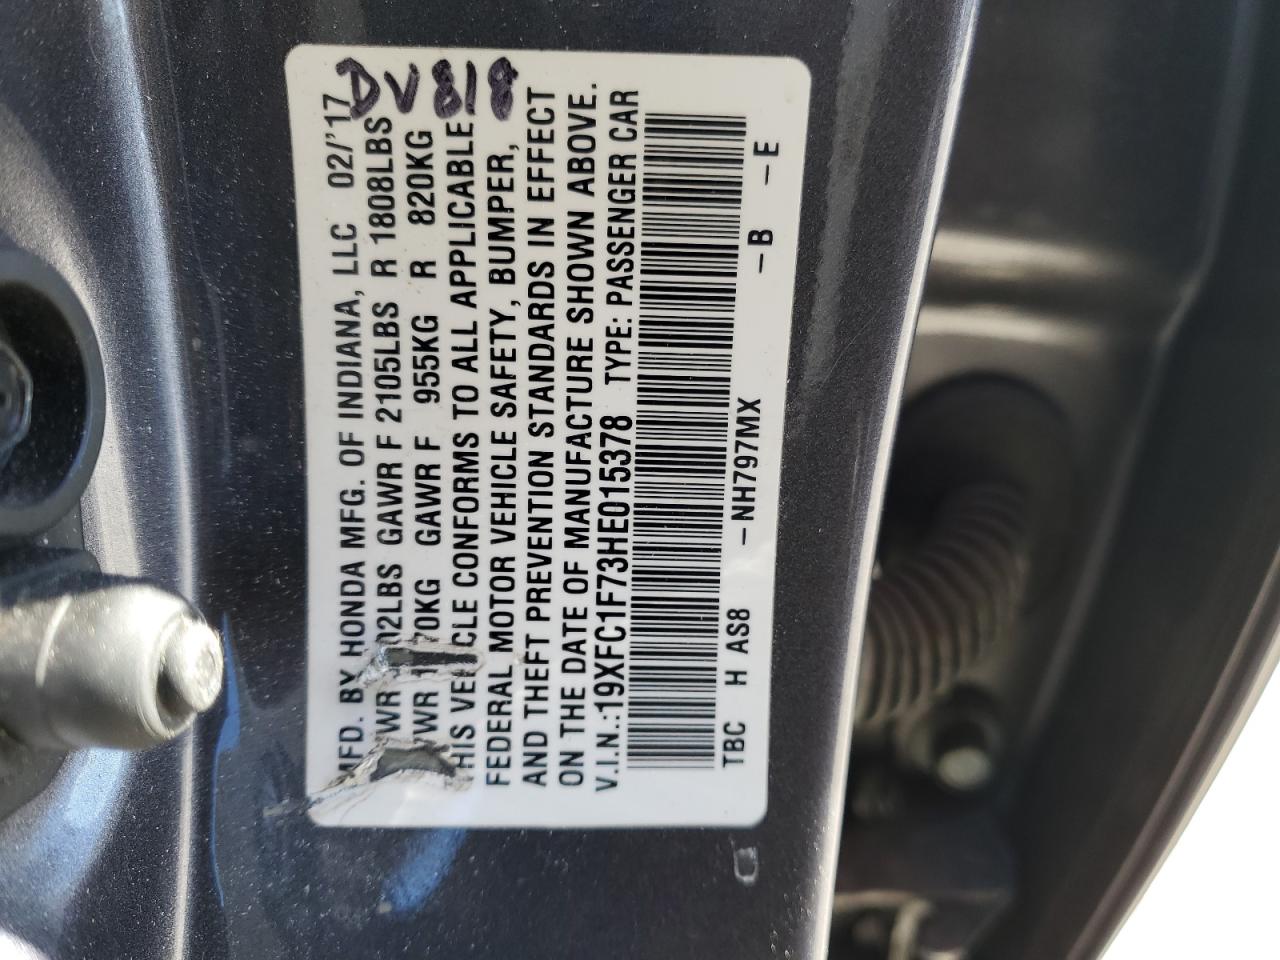 DV818
MFD. BY HONDA MFG. OF INDIANA, LLC 02/'17
GAWR F 2105LBS R 1808LBS
GAWR F 955KG R 820KG
THIS VEHICLE CONFORMS TO ALL APPLICABLE
FEDERAL MOTOR VEHICLE SAFETY, BUMPER,
AND THEFT PREVENTION STANDARDS IN EFFECT
ON THE DATE OF MANUFACTURE SHOWN ABOVE.
V.I.N.:19XFC1F73HE015378 TYPE: PASSENGER CAR
TBC H AS8 -NH797MX -B -E